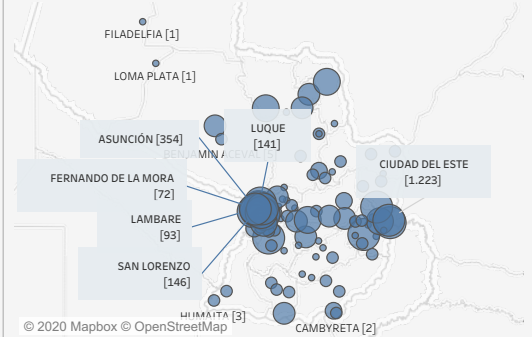 FILADELFIA [1]
LOMA PLATA [1]
LUQUE
[141]
ASUNCIÓN [354]
CIUDAD DEL ESTE
[1.223]
FERNANDO DE LA MORA
[72]
LAMBARE
[93]
SAN LORENZO
[146]
HUMAITA [3]
CAMBYRETA [2]
© 2020 Mapbox © OpenStreetMap